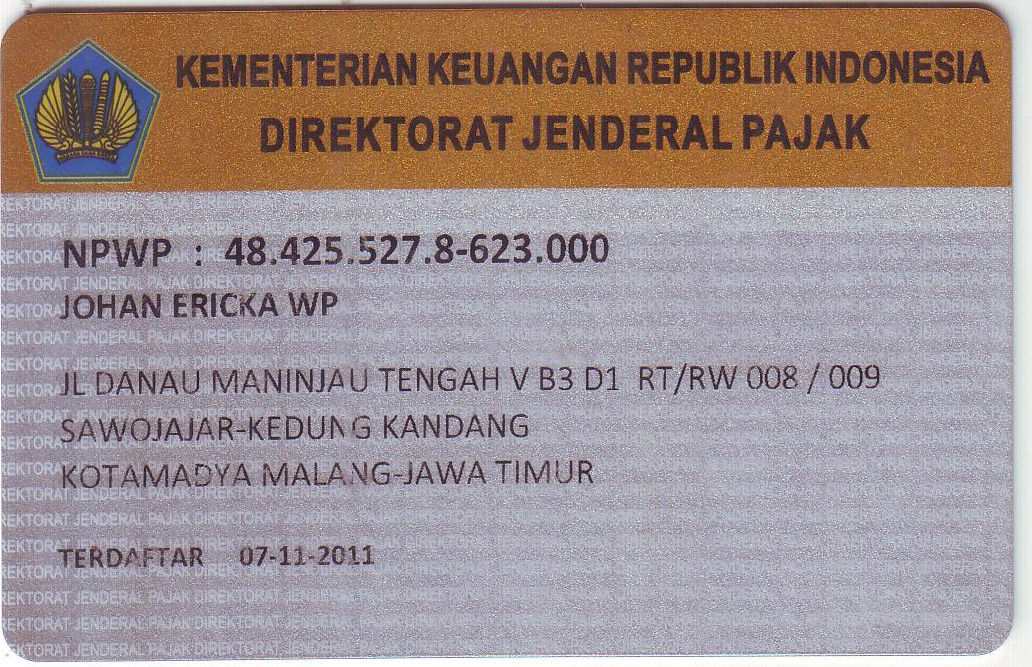 KEMENTERIAN KEUANGAN REPUBLIK INDONESIA
DIREKTORAT JENDERAL PAJAK
NPWP : 48.425.527.8-623.000
JOHAN ERICKA WP
JL DANAU MANINJAU TENGAH V B3 D1 RT/RW 008 / 009
SAWOJAJAR-KEDUNG KANDANG
KOTAMADYA MALANG-JAWA TIMUR
TERDAFTAR 07-11-2011